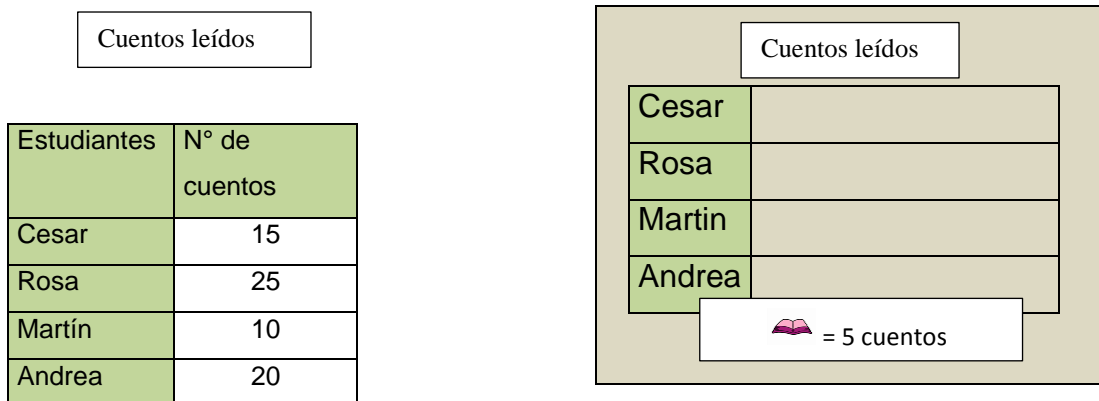 Cuentos leídos
Estudiantes N° de
cuentos
Cesar 15
Rosa 25
Martín 10
Andrea 20
Cuentos leídos
Cesar
Rosa
Martin
Andrea
= 5 cuentos